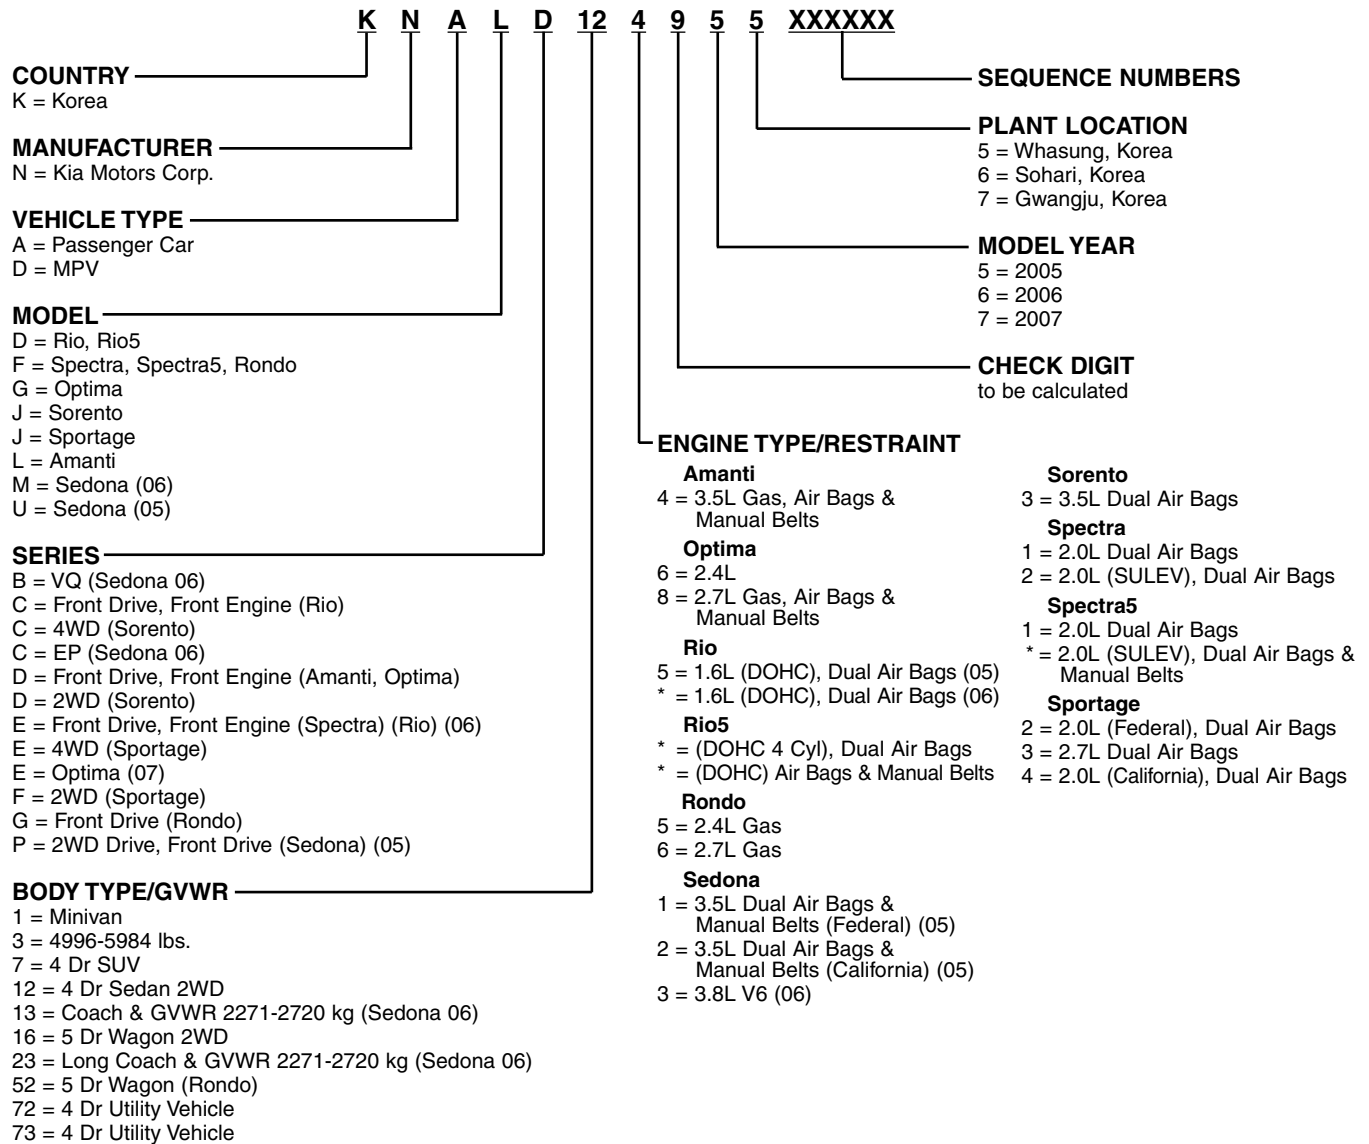 K N A L D 12 4 9 5 5 XXXXXX
COUNTRY
K = Korea
MANUFACTURER
N = Kia Motors Corp.
VEHICLE TYPE
A = Passenger Car
D = MPV
MODEL
D = Rio, Rio5
F = Spectra, Spectra5, Rondo
G = Optima
J = Sorento
J = Sportage
L = Amanti
M = Sedona (06)
U = Sedona (05)
SERIES
B = VQ (Sedona 06)
C = Front Drive, Front Engine (Rio)
C = 4WD (Sorento)
C = EP (Sedona 06)
D = Front Drive, Front Engine (Amanti, Optima)
D = 2WD (Sorento)
E = Front Drive, Front Engine (Spectra) (Rio) (06)
E = 4WD (Sportage)
E = Optima (07)
F = 2WD (Sportage)
G = Front Drive (Rondo)
P = 2WD Drive, Front Drive (Sedona) (05)
BODY TYPE/GVWR
1 = Minivan
3 = 4996-5984 lbs.
7 = 4 Dr SUV
12 = 4 Dr Sedan 2WD
13 = Coach & GVWR 2271-2720 kg (Sedona 06)
16 = 5 Dr Wagon 2WD
23 = Long Coach & GVWR 2271-2720 kg (Sedona 06)
52 = 5 Dr Wagon (Rondo)
72 = 4 Dr Utility Vehicle
73 = 4 Dr Utility Vehicle
SEQUENCE NUMBERS
PLANT LOCATION
5 = Whasung, Korea
6 = Sohari, Korea
7 = Gwangju, Korea
MODEL YEAR
5 = 2005
6 = 2006
7 = 2007
CHECK DIGIT
to be calculated
ENGINE TYPE/RESTRAINT
Amanti
4 = 3.5L Gas, Air Bags &
Manual Belts
Optima
6 = 2.4L
8 = 2.7L Gas, Air Bags &
Manual Belts
Rio
5 = 1.6L (DOHC), Dual Air Bags (05)
* = 1.6L (DOHC), Dual Air Bags (06)
Rio5
* = (DOHC 4 Cyl), Dual Air Bags
* = (DOHC) Air Bags & Manual Belts
Rondo
5 = 2.4L Gas
6 = 2.7L Gas
Sedona
1 = 3.5L Dual Air Bags &
Manual Belts (Federal) (05)
2 = 3.5L Dual Air Bags &
Manual Belts (California) (05)
3 = 3.8L V6 (06)
Sorento
3 = 3.5L Dual Air Bags
Spectra
1 = 2.0L Dual Air Bags
2 = 2.0L (SULEV), Dual Air Bags
Spectra5
1 = 2.0L Dual Air Bags
* = 2.0L (SULEV), Dual Air Bags &
Manual Belts
Sportage
2 = 2.0L (Federal), Dual Air Bags
3 = 2.7L Dual Air Bags
4 = 2.0L (California), Dual Air Bags